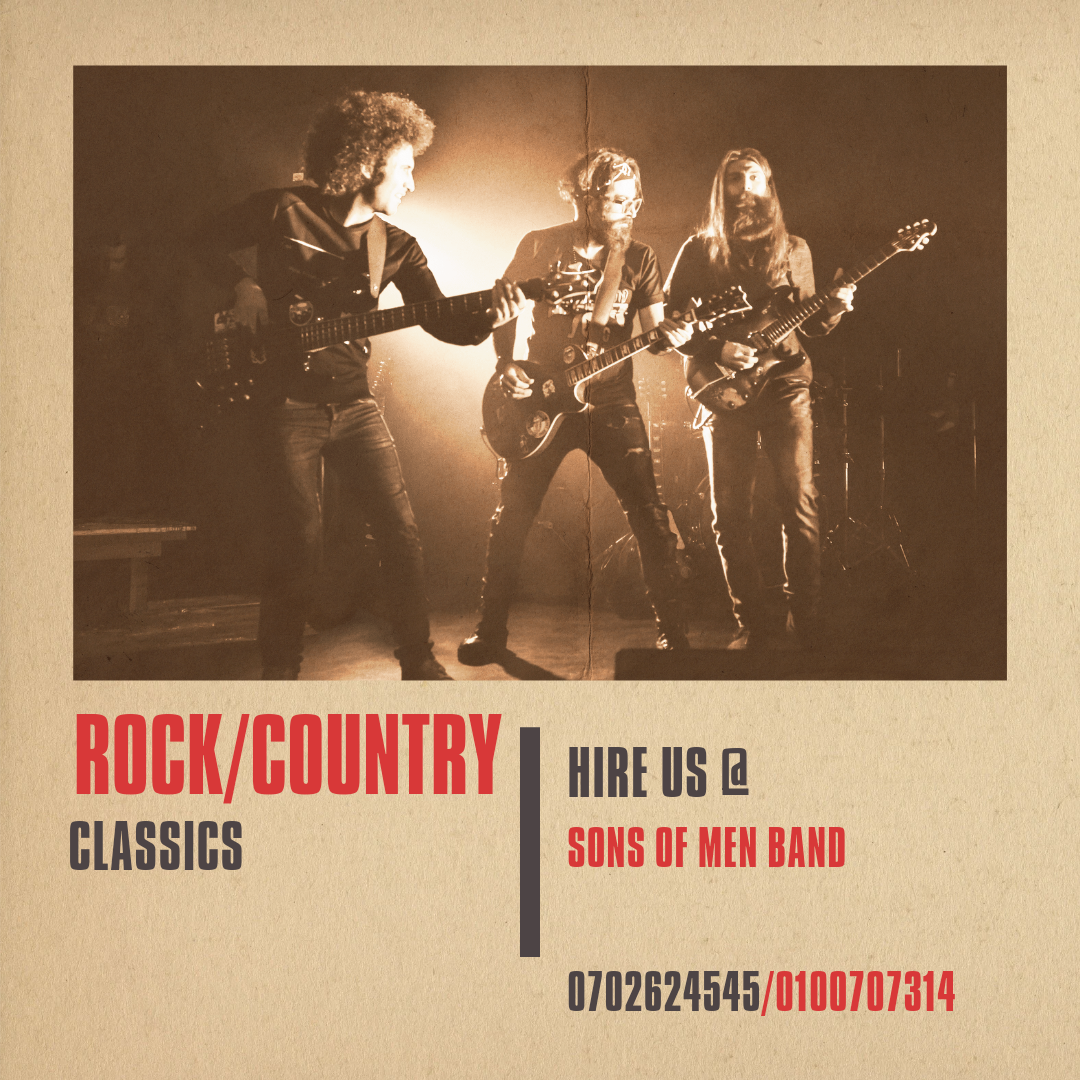 ROCK/COUNTRY
CLASSICS
HIRE US @
SONS OF MEN BAND
0702624545/0100707314